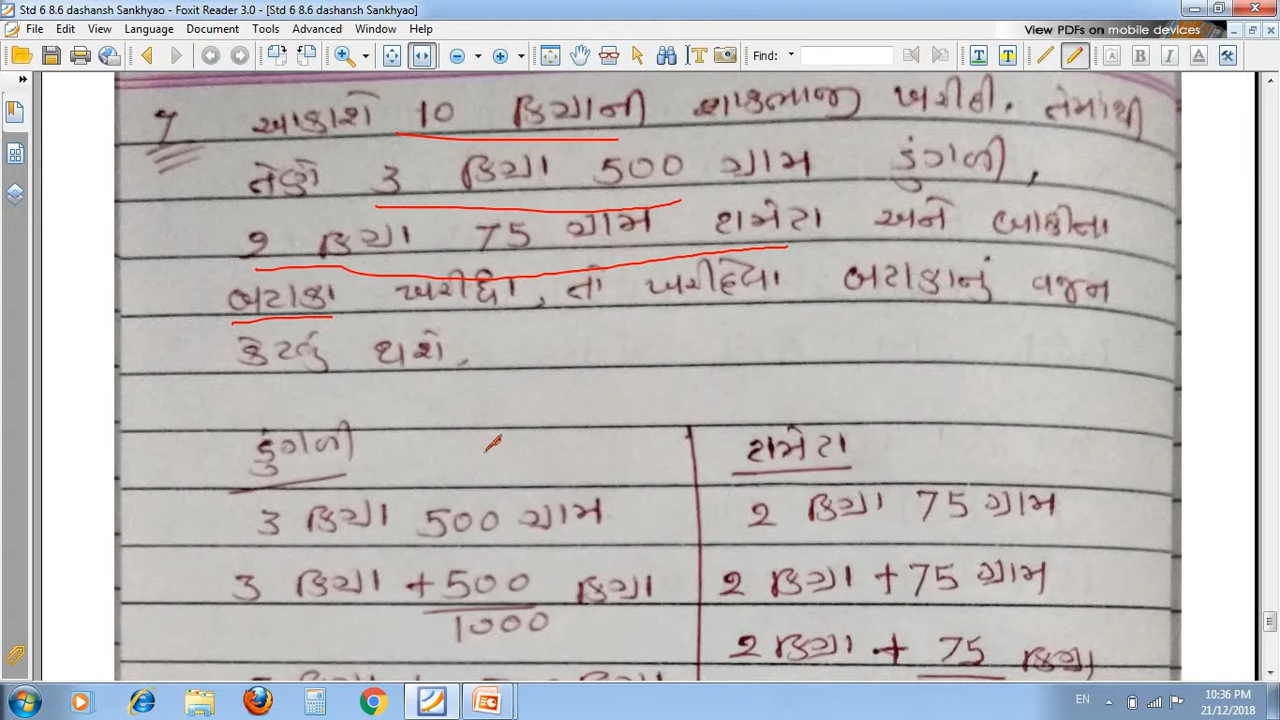 Std 6 8.6 dashansh Sankhyao - Foxit Reader 3.0 - [Std 6 8.6 dashansh Sankhyao]
File Edit View Language Document Tools Advanced Window Help
View PDFs on mobile devices
Find:
૧ આકાશે 10 કિગ્રાની શાકભાજી ખરીદી. તેમાંથી
તેણે 3 કિગ્રા 500 ગ્રામ ડુંગળી,
2 કિગ્રા 75 ગ્રામ ટામેટા અને બાકીના
બટાકા ખરીદ્યા, તો ખરીદેલા બટાકાનું વજન
કેટલું થશે.
ડુંગળી
3 કિગ્રા 500 ગ્રામ
3 કિગ્રા + 500 કિગ્રા
1000
ટામેટા
2 કિગ્રા 75 ગ્રામ
2 કિગ્રા + 75 ગ્રામ
2 કિગ્રા + 75 કિગ્રા
EN
10:36 PM
21/12/2018